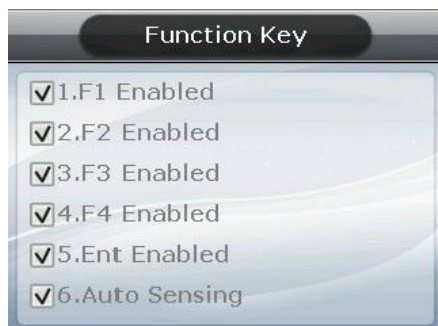 Function Key
1.F1 Enabled
2.F2 Enabled
3.F3 Enabled
4.F4 Enabled
5.Ent Enabled
6.Auto Sensing